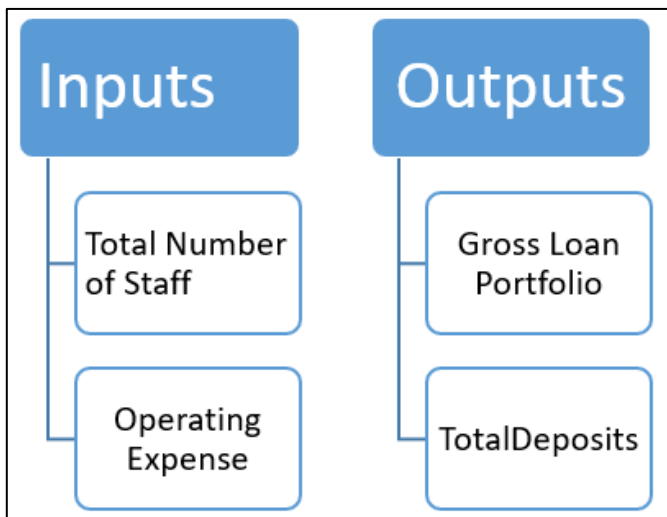 Inputs
Total Number
of Staff
Operating
Expense
Outputs
Gross Loan
Portfolio
TotalDeposits